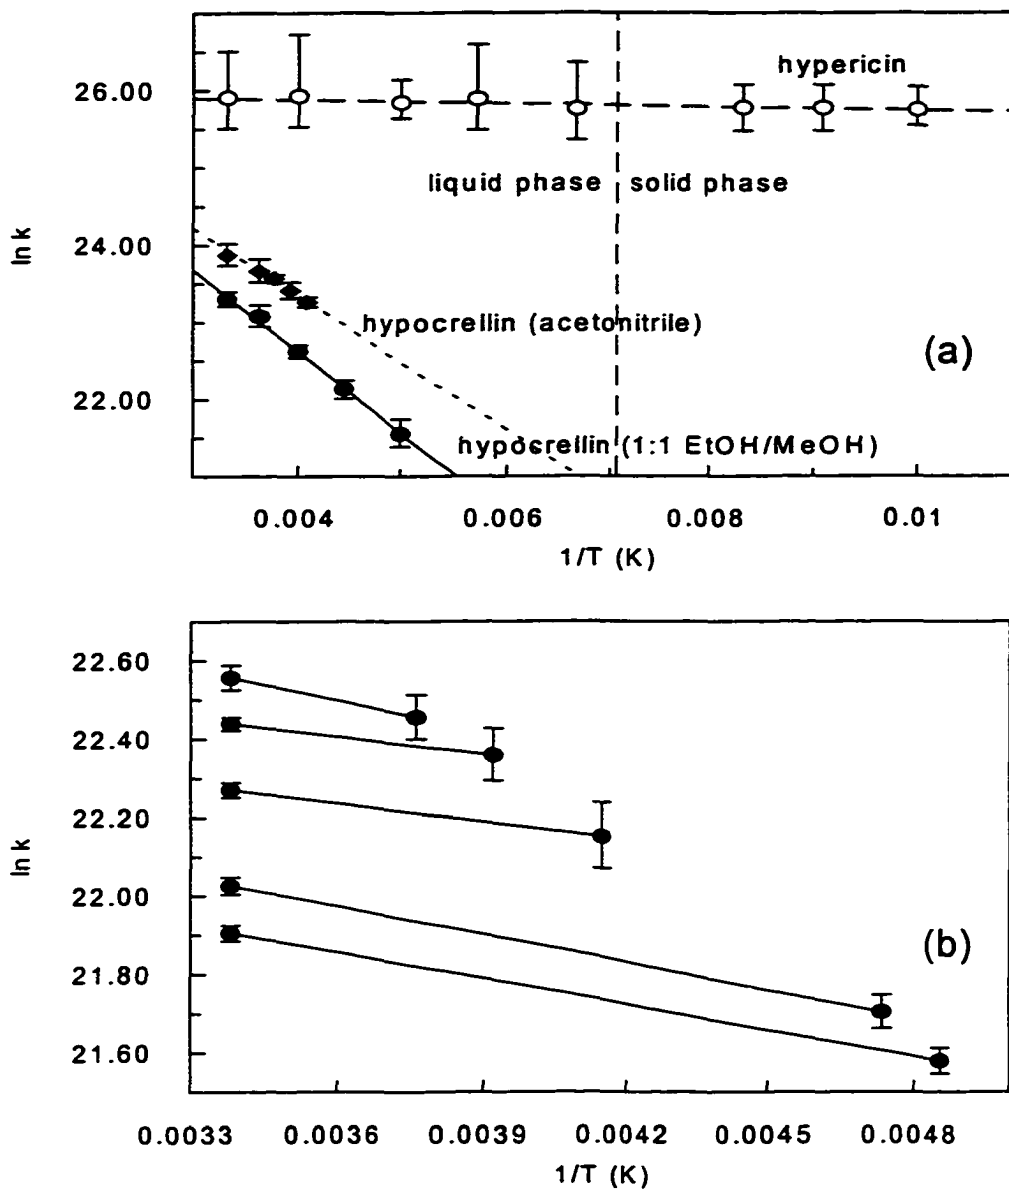 26.00
24.00
22.00
ln k
hypericin
liquid phase
solid phase
hypocrellin (acetonitrile)
(a)
hypocrellin (1:1 EtOH/MeOH)
0.004
0.006
0.008
0.01
1/T (K)
22.60
22.40
22.20
22.00
21.80
21.60
ln k
(b)
0.0033
0.0036
0.0039
0.0042
0.0045
0.0048
1/T (K)